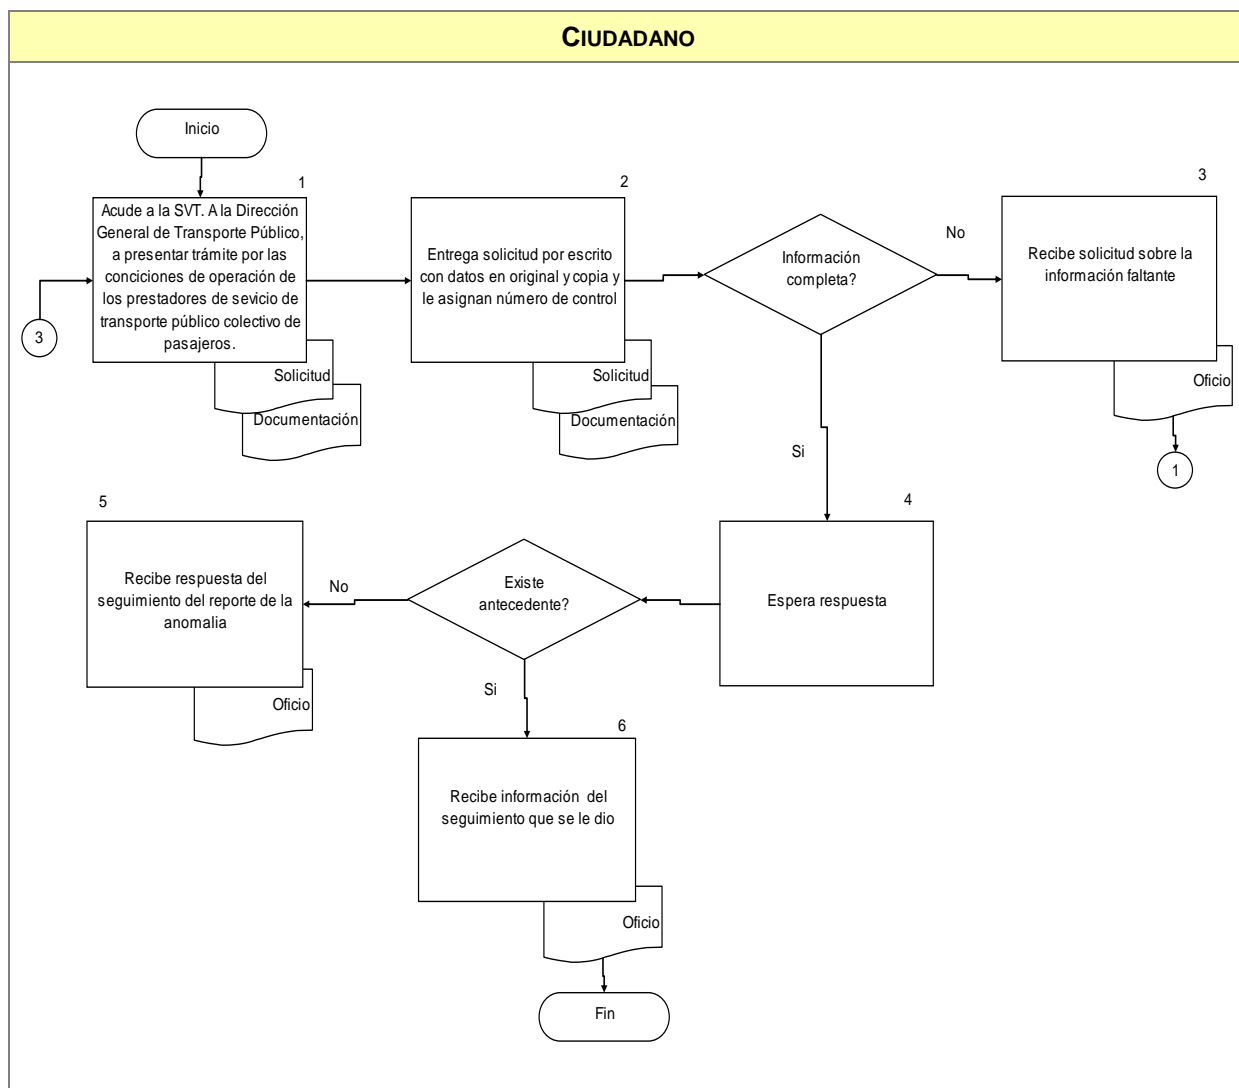 CIUDADANO
Inicio
1
Acude a la SVT. A la Dirección
General de Transporte Público,
a presentar trámite por las
conciciones de operación de
los prestadores de sevicio de
transporte público colectivo de
pasajeros.
Solicitud
Documentación
3
2
Entrega solicitud por escrito
con datos en original y copia y
le asignan número de control
Solicitud
Documentación
Información
completa?
No
Si
3
Recibe solicitud sobre la
información faltante
Oficio
1
4
Espera respuesta
Existe
antecedente?
No
Si
5
Recibe respuesta del
seguimiento del reporte de la
anomalia
Oficio
6
Recibe información del
seguimiento que se le dio
Oficio
Fin